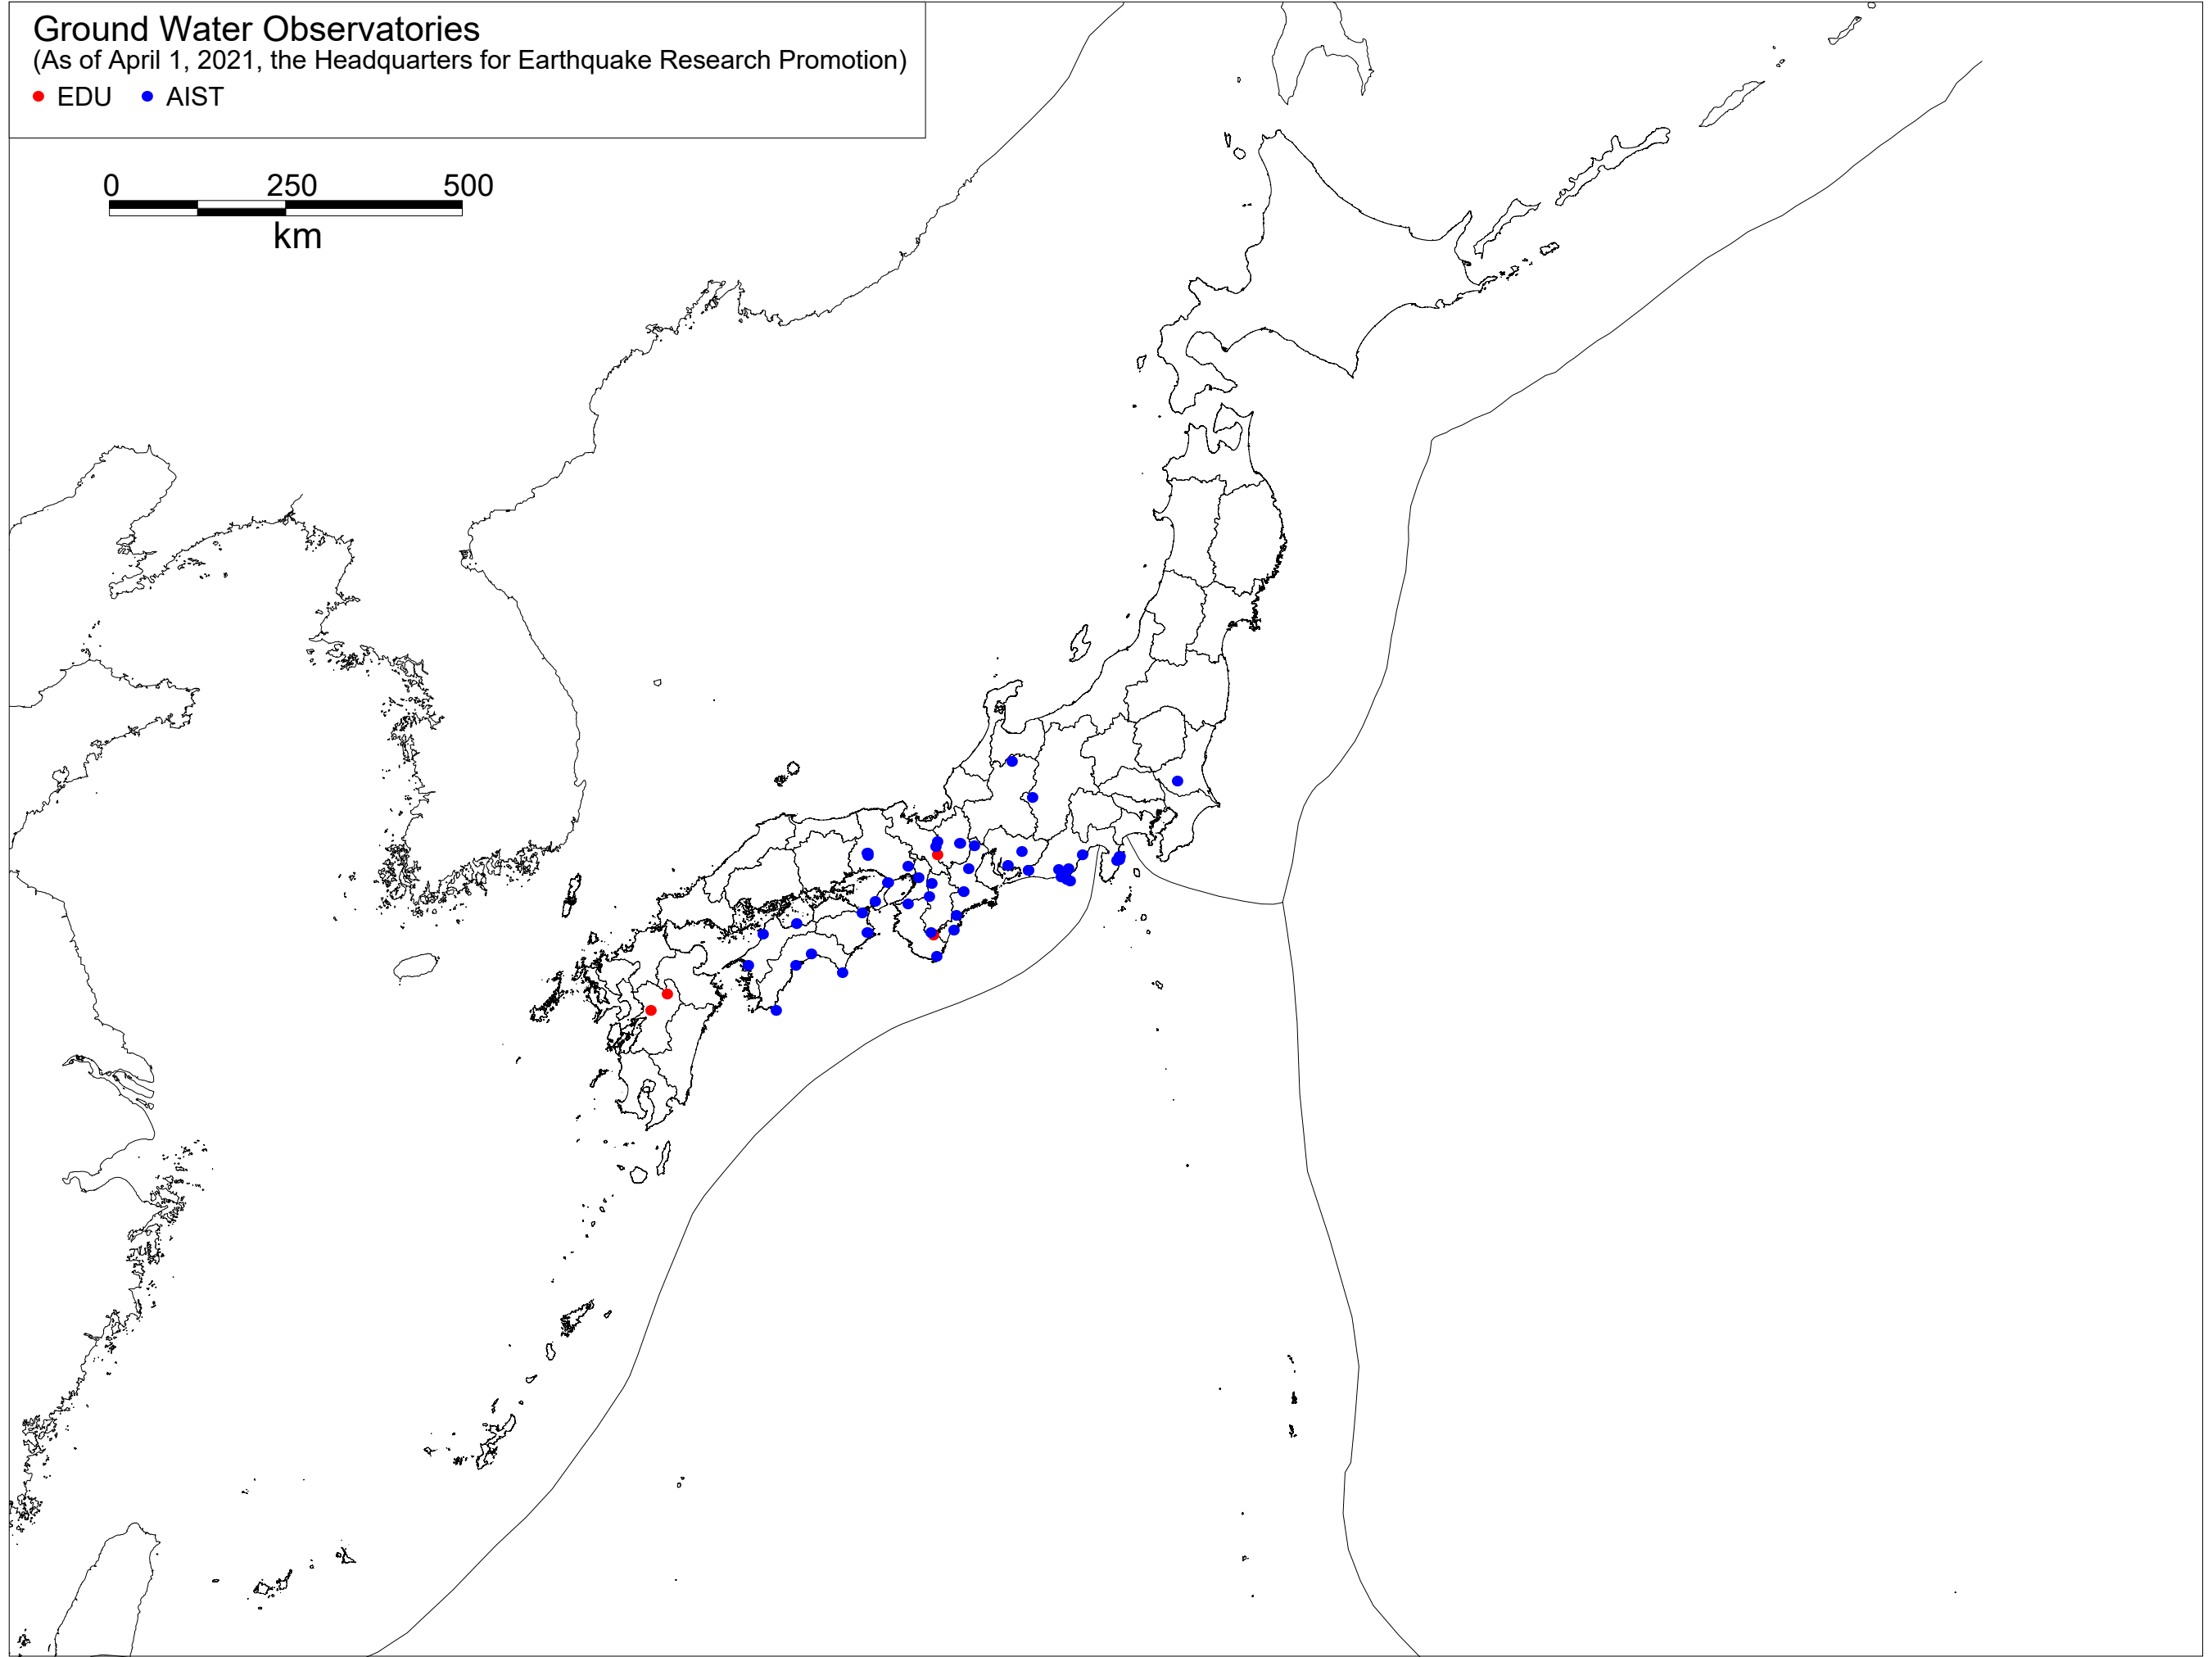 Ground Water Observatories
(As of April 1, 2021, the Headquarters for Earthquake Research Promotion)
EDU AIST
0 250 500
km